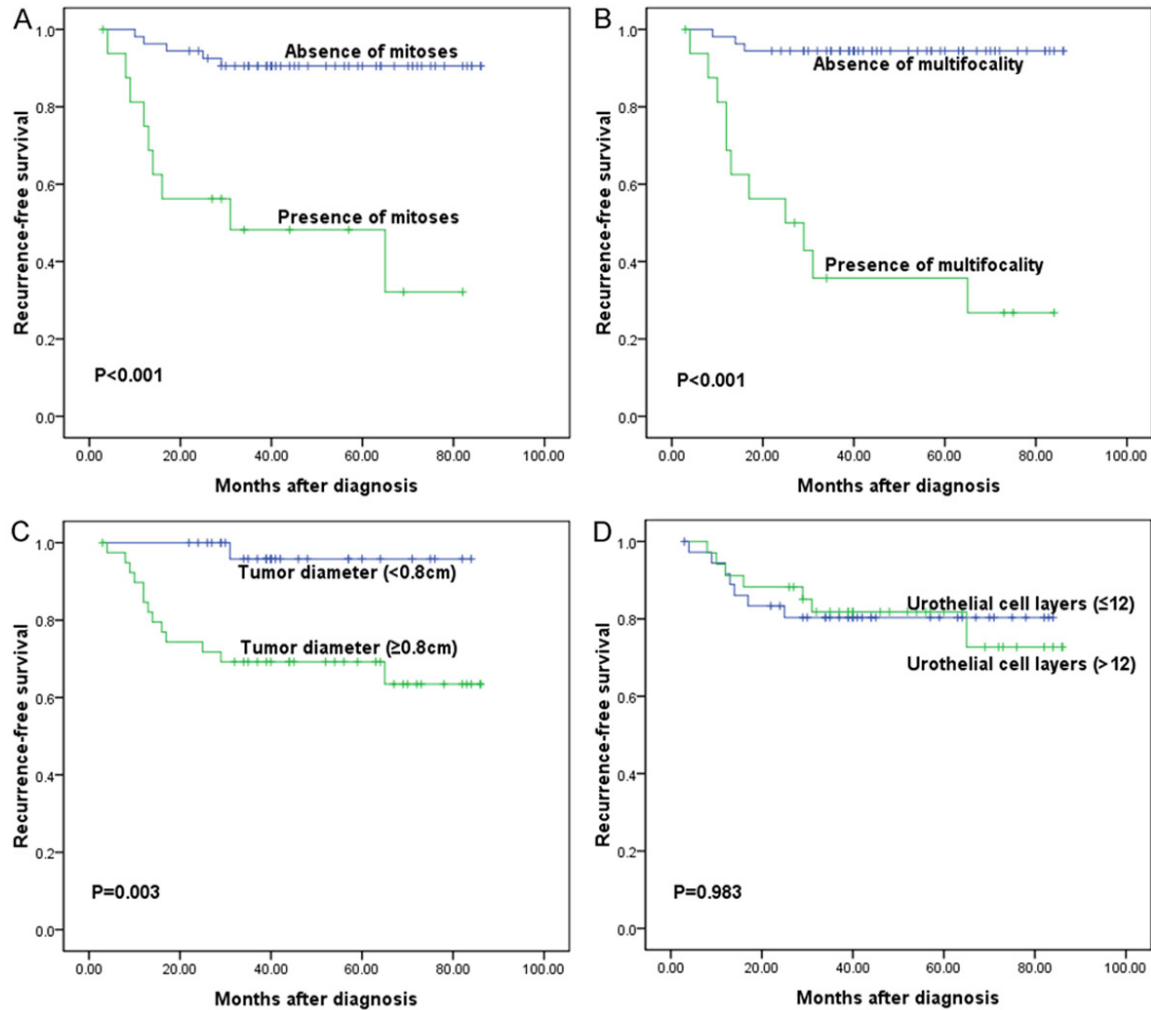 A
Recurrence-free survival
1.0
0.8
0.6
0.4
0.2
0.0
Absence of mitoses
Presence of mitoses
P<0.001
0.00 20.00 40.00 60.00 80.00 100.00
Months after diagnosis
B
Recurrence-free survival
1.0
0.8
0.6
0.4
0.2
0.0
Absence of multifocality
Presence of multifocality
P<0.001
0.00 20.00 40.00 60.00 80.00 100.00
Months after diagnosis
C
Recurrence-free survival
1.0
0.8
0.6
0.4
0.2
0.0
Tumor diameter (<0.8cm)
Tumor diameter (≥0.8cm)
P=0.003
0.00 20.00 40.00 60.00 80.00 100.00
Months after diagnosis
D
Recurrence-free survival
1.0
0.8
0.6
0.4
0.2
0.0
Urothelial cell layers (≤12)
Urothelial cell layers (>12)
P=0.983
0.00 20.00 40.00 60.00 80.00 100.00
Months after diagnosis